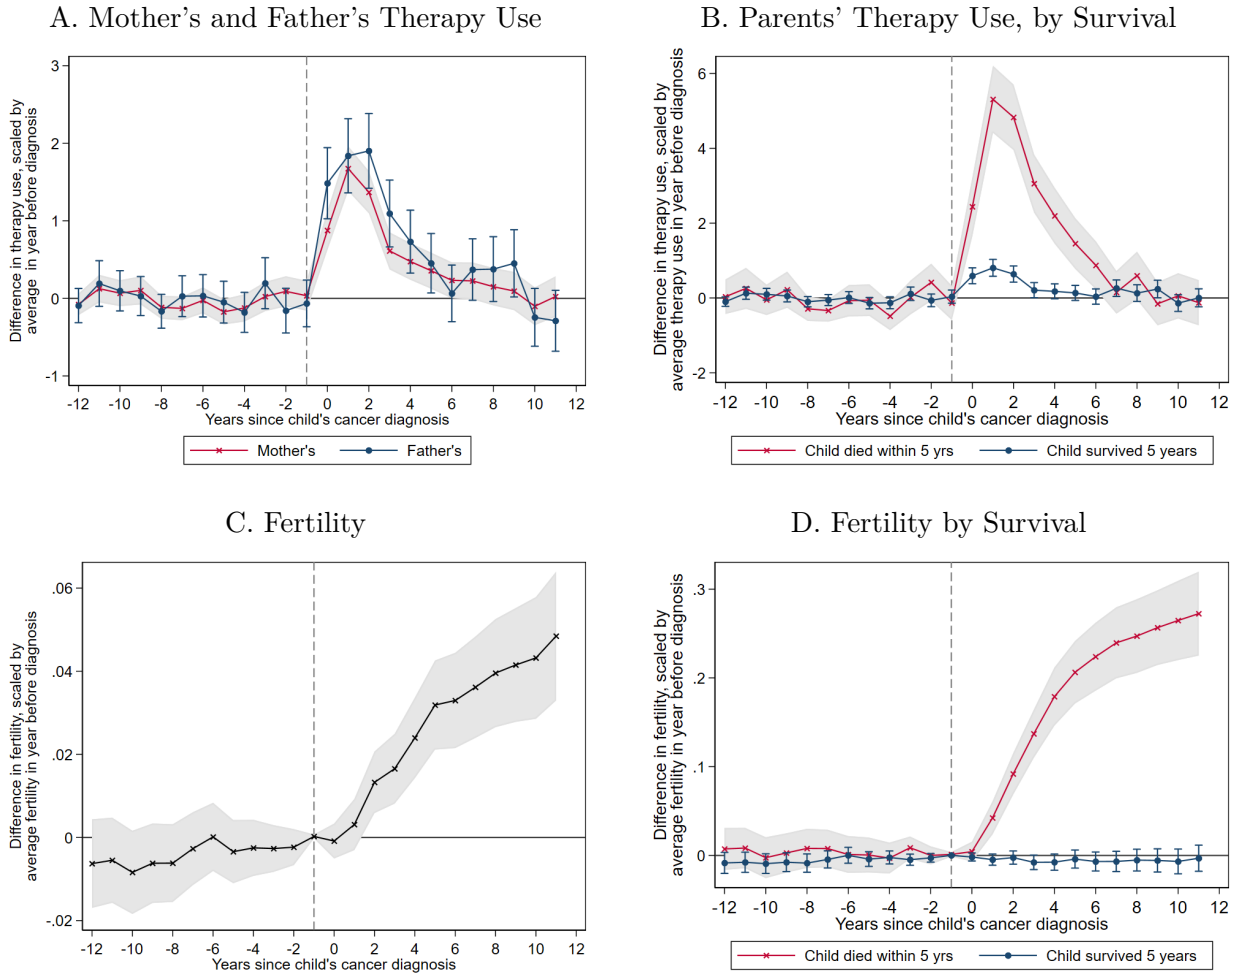 A. Mother's and Father's Therapy Use
Difference in therapy use, scaled by
average in year before diagnosis
3
2
1
0
-1
-12 -10 -8 -6 -4 -2 0 2 4 6 8 10 12
Years since child's cancer diagnosis
Mother's Father's
B. Parents' Therapy Use, by Survival
Difference in therapy use, scaled by
average therapy use in year before diagnosis
6
4
2
0
-2
-12 -10 -8 -6 -4 -2 0 2 4 6 8 10 12
Years since child's cancer diagnosis
Child died within 5 yrs Child survived 5 years
C. Fertility
Difference in fertility, scaled by
average fertility in year before diagnosis
.06
.04
.02
0
-.02
-12 -10 -8 -6 -4 -2 0 2 4 6 8 10 12
Years since child's cancer diagnosis
D. Fertility by Survival
Difference in fertility, scaled by
average fertility in year before diagnosis
.3
.2
.1
0
-12 -10 -8 -6 -4 -2 0 2 4 6 8 10 12
Years since child's cancer diagnosis
Child died within 5 yrs Child survived 5 years